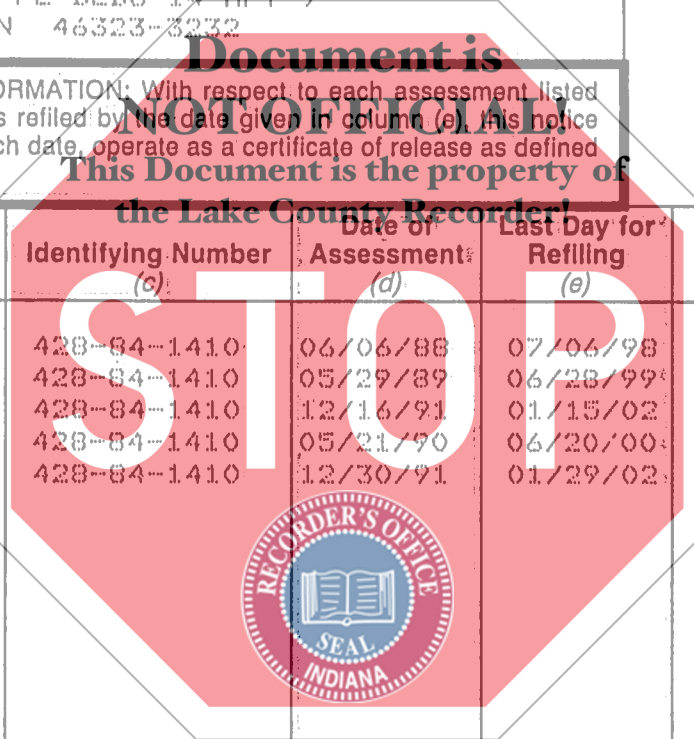 N 46323-3232
Document is
ORMATION: With respect to each assessment listed
NOT OFFICIAL!
s refiled by the date given in column (e), this notice
ch date, operate as a certificate of release as defined
This Document is the property of
the Lake County Recorder!
Identifying Number
(c)
Date of
Assessment
(d)
Last Day for
Refiling
(e)
STOP
428-84-1410 06/06/88 07/06/98
428-84-1410 05/29/89 06/28/99
428-84-1410 12/16/91 01/15/02
428-84-1410 05/21/90 06/20/00
428-84-1410 12/30/91 01/29/02
RECORDER'S OFFICE
SEAL
INDIANA